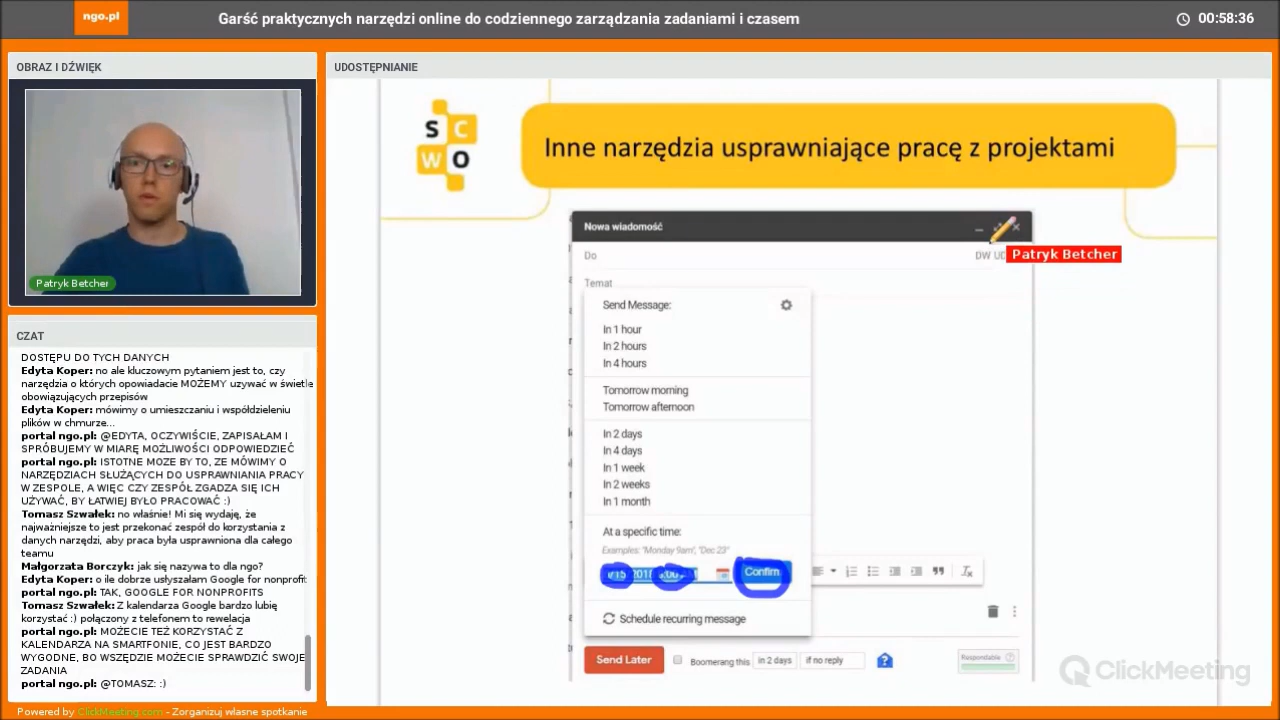 ngo.pl
Garść praktycznych narzędzi online do codziennego zarządzania zadaniami i czasem
00:58:36
OBRAZ I DŹWIĘK
Patryk Betcher
CZAT
DOSTĘPU DO TYCH DANYCH
Edyta Koper: no ale kluczowym pytaniem jest to, czy
narzędzia o których opowiadacie MOŻEMY uzywać w świetle
obowiązujących przepisów
Edyta Koper: mówimy o umieszczaniu i współdzieleniu
plików w chmurze...
portal ngo.pl: @EDYTA, OCZYWIŚCIE, ZAPISAŁAM I
SPRÓBUJEMY W MIARĘ MOŻLIWOŚCI ODPOWIEDZIEĆ
portal ngo.pl: ISTOTNE MOZE BY TO, ZE MÓWIMY O
NARZĘDZIACH SŁUŻĄCYCH DO USPRAWNIANIA PRACY
W ZESPOLE, A WIĘC CZY ZESPÓŁ ZGADZA SIĘ ICH
UŻYWAĆ, BY ŁATWIEJ BYŁO PRACOWAĆ :)
Tomasz Szwałek: no właśnie! Mi się wydaję, że
najważniejsze to jest przekonać zespół do korzystania z
danych narzędzi, aby praca była usprawniona dla całego
teamu
Małgorzata Borczyk: jak się nazywa to dla ngo?
Edyta Koper: o ile dobrze usłyszałam Google for nonprofit
portal ngo.pl: TAK, GOOGLE FOR NONPROFITS
Tomasz Szwałek: Z kalendarza Google bardzo lubię
korzystać :) połączony z telefonem to rewelacja
portal ngo.pl: MOŻECIE TEŻ KORZYSTAĆ Z
KALENDARZA NA SMARTFONIE, CO JEST BARDZO
WYGODNE, BO WSZĘDZIE MOŻECIE SPRAWDZIĆ SWOJE
ZADANIA
portal ngo.pl: @TOMASZ: :)
Powered by ClickMeeting.com - Zorganizuj własne spotkanie
UDOSTĘPNIANIE
S C
W O
Inne narzędzia usprawniające pracę z projektami
Nowa wiadomość
Do
DW UD
Patryk Betcher
Temat
Send Message:
In 1 hour
In 2 hours
In 4 hours
Tomorrow morning
Tomorrow afternoon
In 2 days
In 4 days
In 1 week
In 2 weeks
In 1 month
At a specific time:
Examples: "Monday 9am", "Dec 23"
Confirm
Schedule recurring message
Send Later
Boomerang this
in 2 days
if no reply
Respondable
ClickMeeting